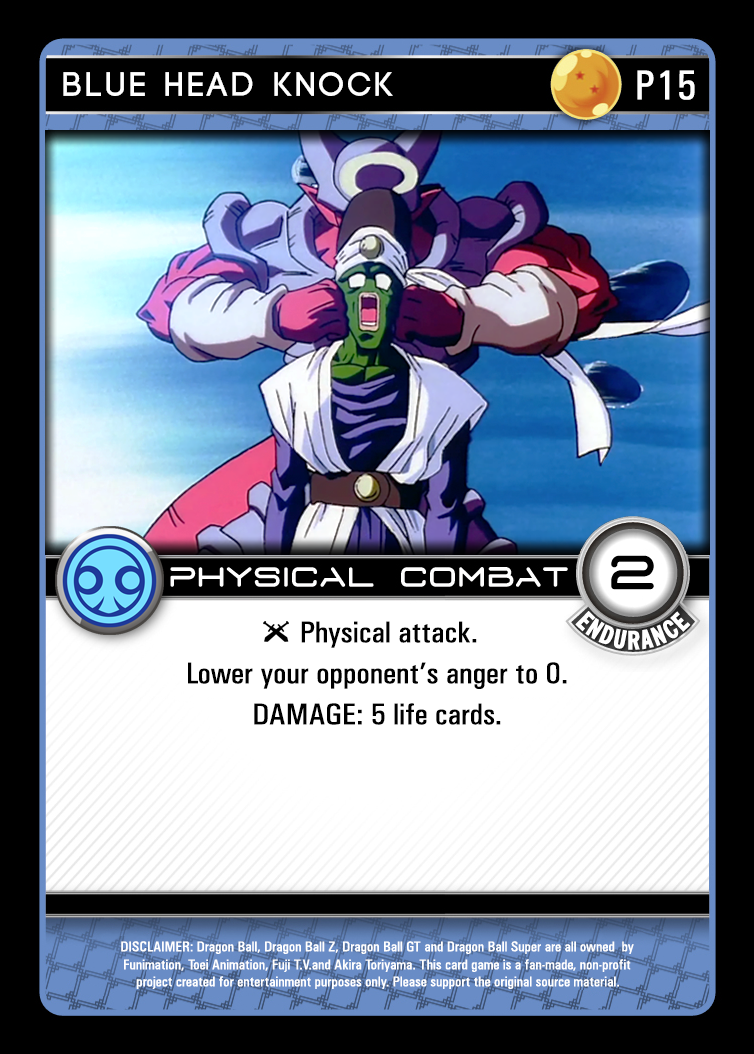 BLUE HEAD KNOCK
P15
PHYSICAL COMBAT
2
ENDURANCE
Physical attack.
Lower your opponent's anger to 0.
DAMAGE: 5 life cards.
DISCLAIMER: Dragon Ball, Dragon Ball Z, Dragon Ball GT and Dragon Ball Super are all owned by
Funimation, Toei Animation, Fuji T.V.and Akira Toriyama. This card game is a fan-made, non-profit
project created for entertainment purposes only. Please support the original source material.